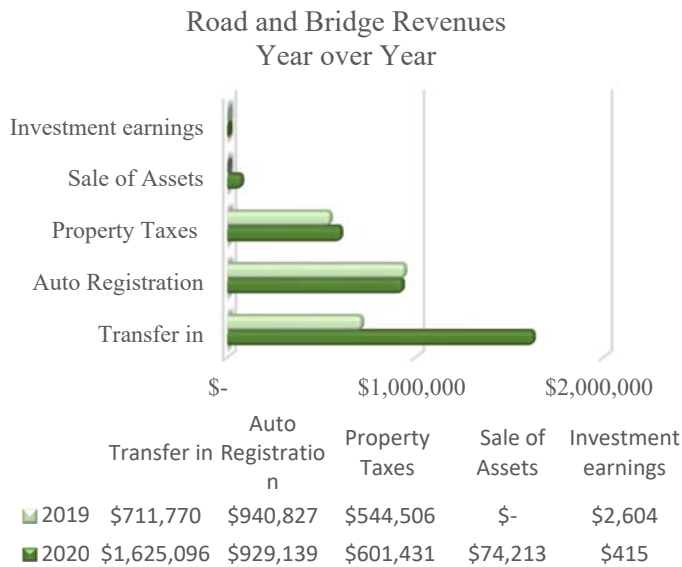 Road and Bridge Revenues
Year over Year
Investment earnings
Sale of Assets
Property Taxes
Auto Registration
Transfer in
$- $1,000,000 $2,000,000
Transfer in Auto Registratio n Property Taxes Sale of Assets Investment earnings
2019 $711,770 $940,827 $544,506 $- $2,604
2020 $1,625,096 $929,139 $601,431 $74,213 $415